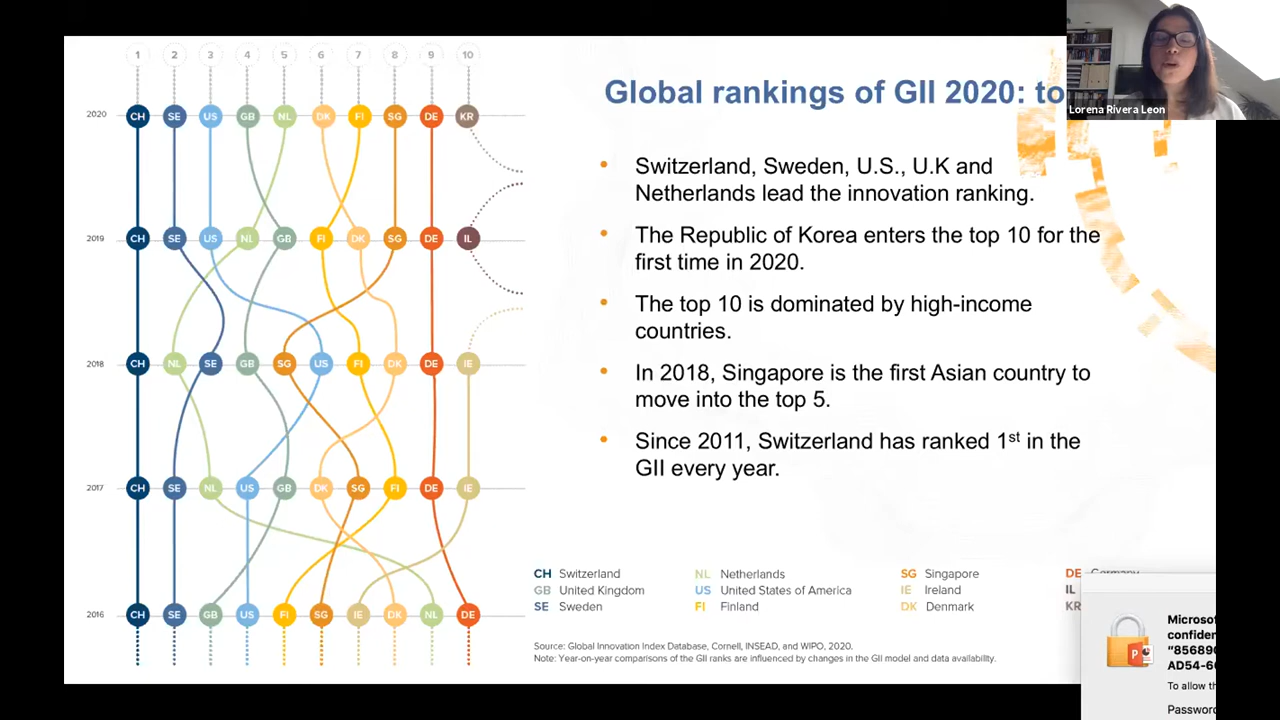 1 2 3 4 5 6 7 8 9 10
2020 CH SE US GB NL DK FI SG DE KR
2019 CH SE US NL GB FI DK SG DE IL
2018 CH NL SE GB SG US FI DK DE IE
2017 CH SE NL US GB DK SG FI DE IE
2016 CH SE GB US FI SG IE DK NL DE
Global rankings of GII 2020: to
Lorena Rivera Leon
• Switzerland, Sweden, U.S., U.K and
Netherlands lead the innovation ranking.
• The Republic of Korea enters the top 10 for the
first time in 2020.
• The top 10 is dominated by high-income
countries.
• In 2018, Singapore is the first Asian country to
move into the top 5.
• Since 2011, Switzerland has ranked 1st in the
GII every year.
CH Switzerland NL Netherlands SG Singapore DE Germany
GB United Kingdom US United States of America IE Ireland IL
SE Sweden FI Finland DK Denmark KR
Source: Global Innovation Index Database, Cornell, INSEAD, and WIPO, 2020.
Note: Year-on-year comparisons of the GII ranks are influenced by changes in the GII model and data availability.
Microsof
confider
"85689
AD54-6
To allow th
Password